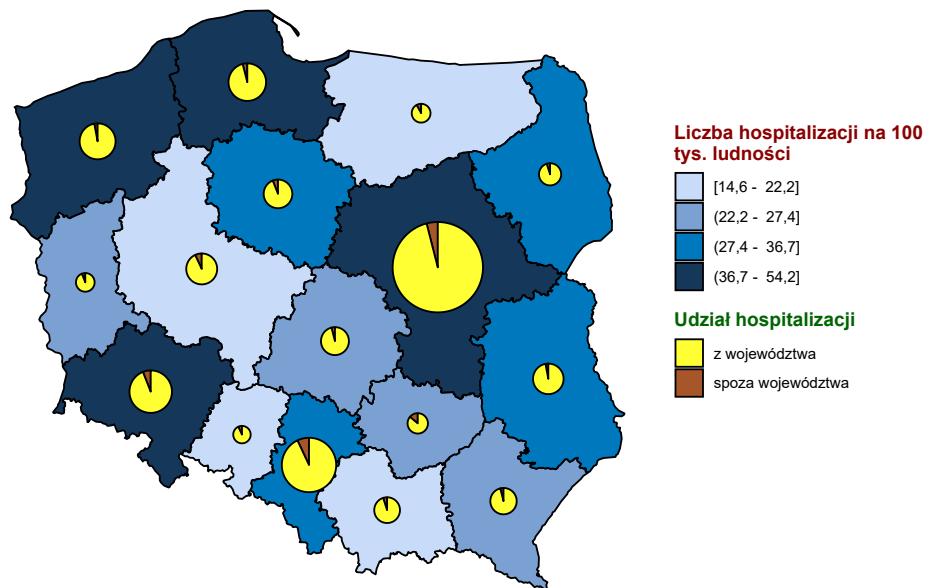 Liczba hospitalizacji na 100
tys. ludności
[14,6 - 22,2]
(22,2 - 27,4]
(27,4 - 36,7]
(36,7 - 54,2]
Udział hospitalizacji
z województwa
spoza województwa